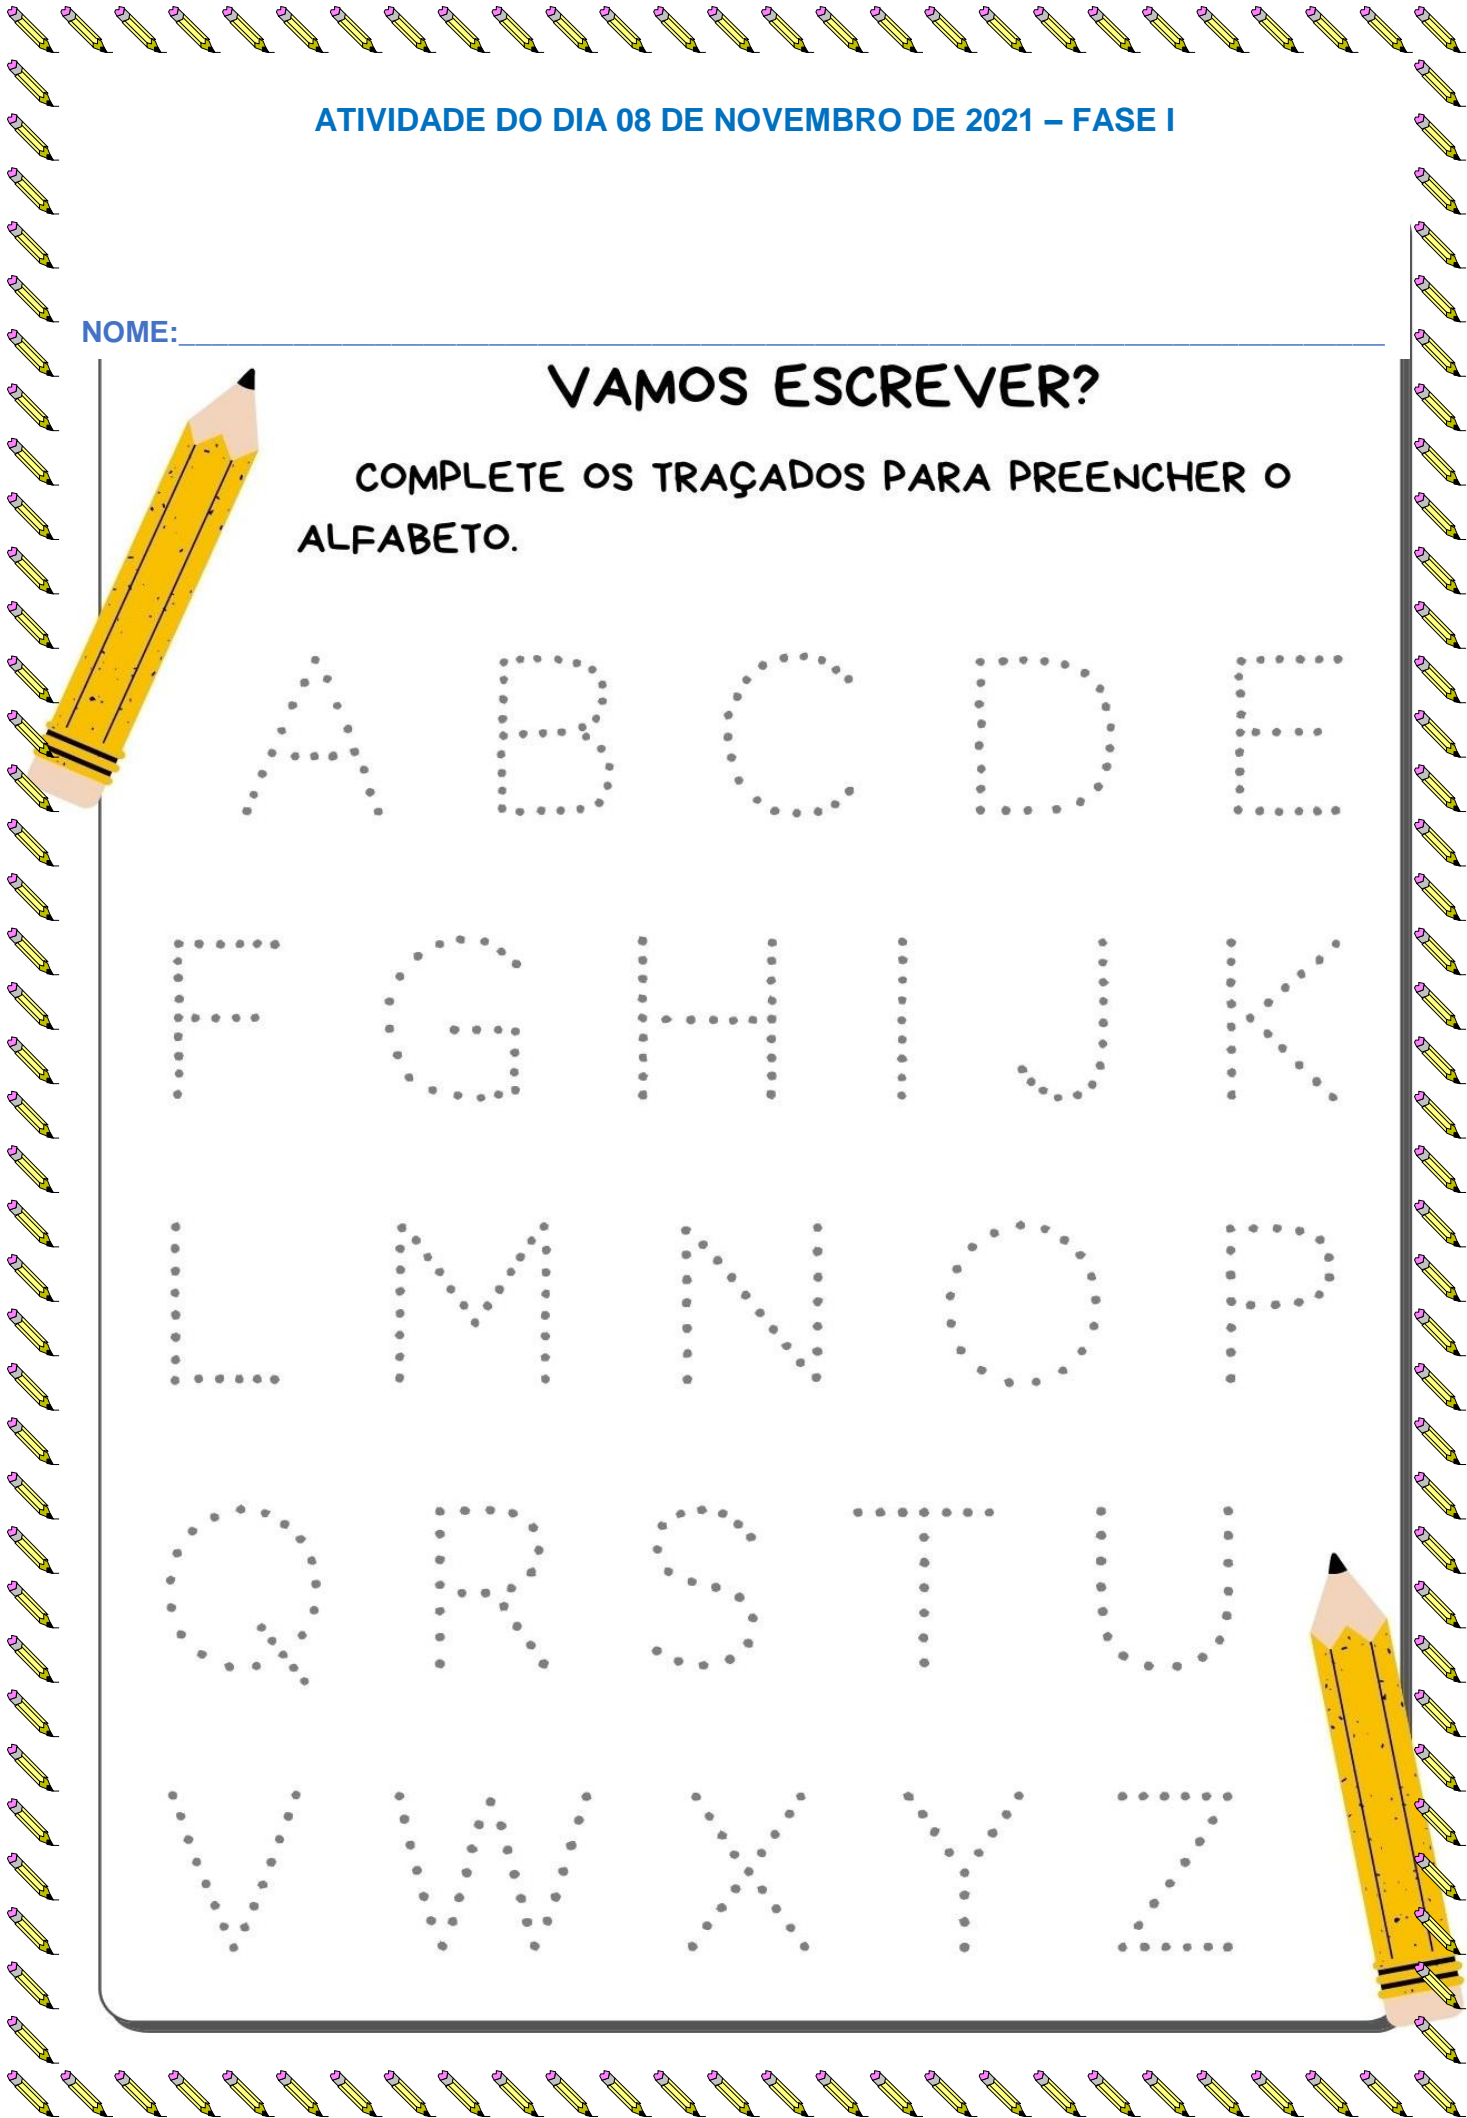 ATIVIDADE DO DIA 08 DE NOVEMBRO DE 2021 – FASE I
NOME:
VAMOS ESCREVER?
COMPLETE OS TRAÇADOS PARA PREENCHER O
ALFABETO.
A B C D E
F G H I J K
L M N O P
Q R S T U
V W X Y Z